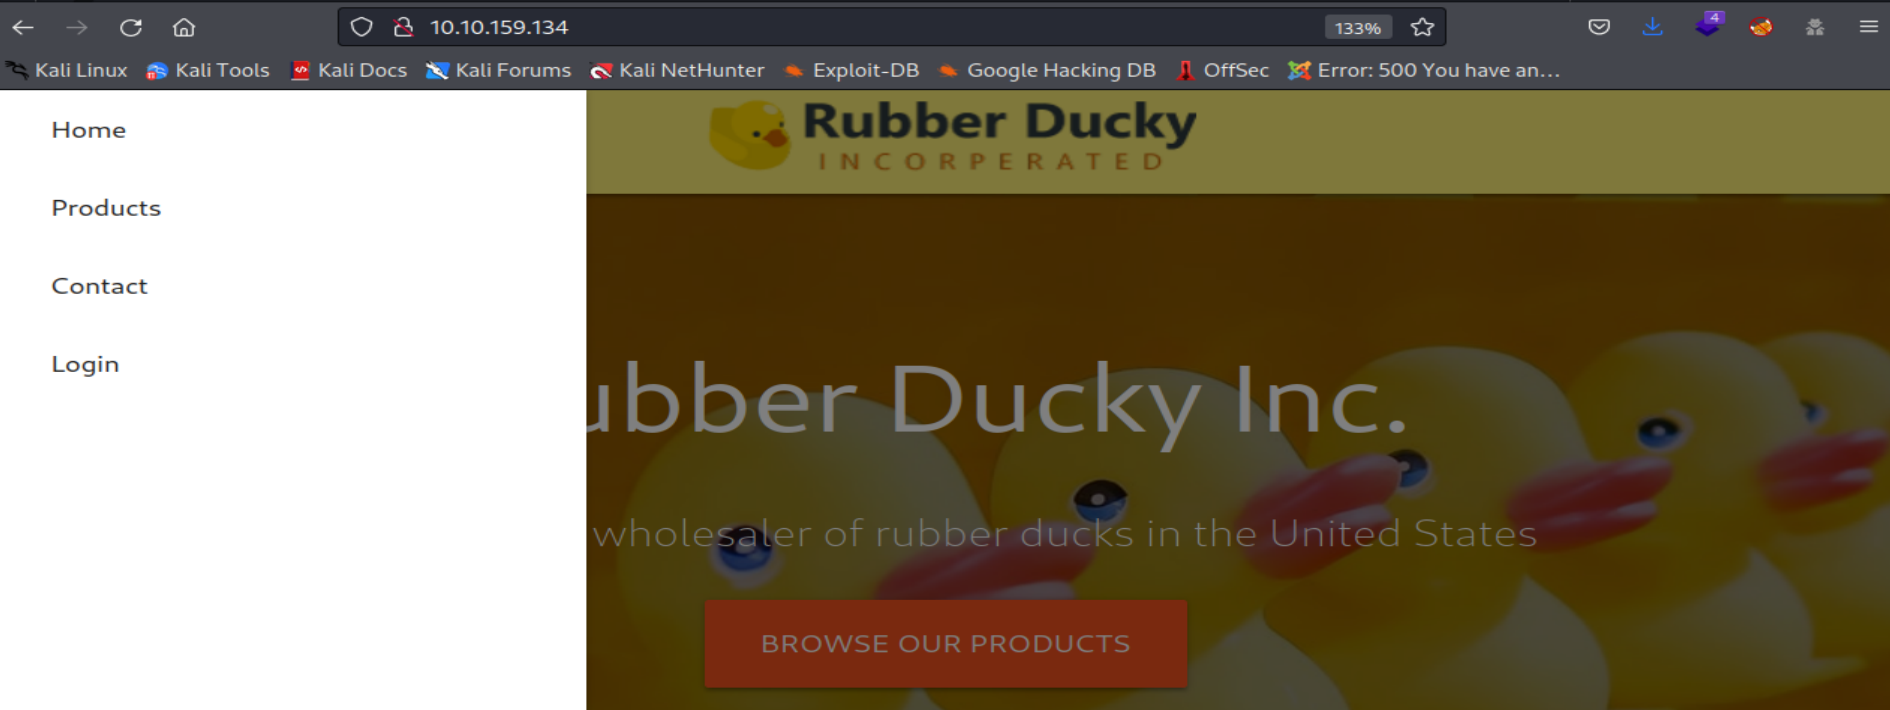 10.10.159.134
133%
4
Kali Linux Kali Tools Kali Docs Kali Forums Kali NetHunter Exploit-DB Google Hacking DB OffSec Error: 500 You have an…
Home
Products
Contact
Login
Rubber Ducky
INCORPERATED
ubber Ducky Inc.
wholesaler of rubber ducks in the United States
BROWSE OUR PRODUCTS